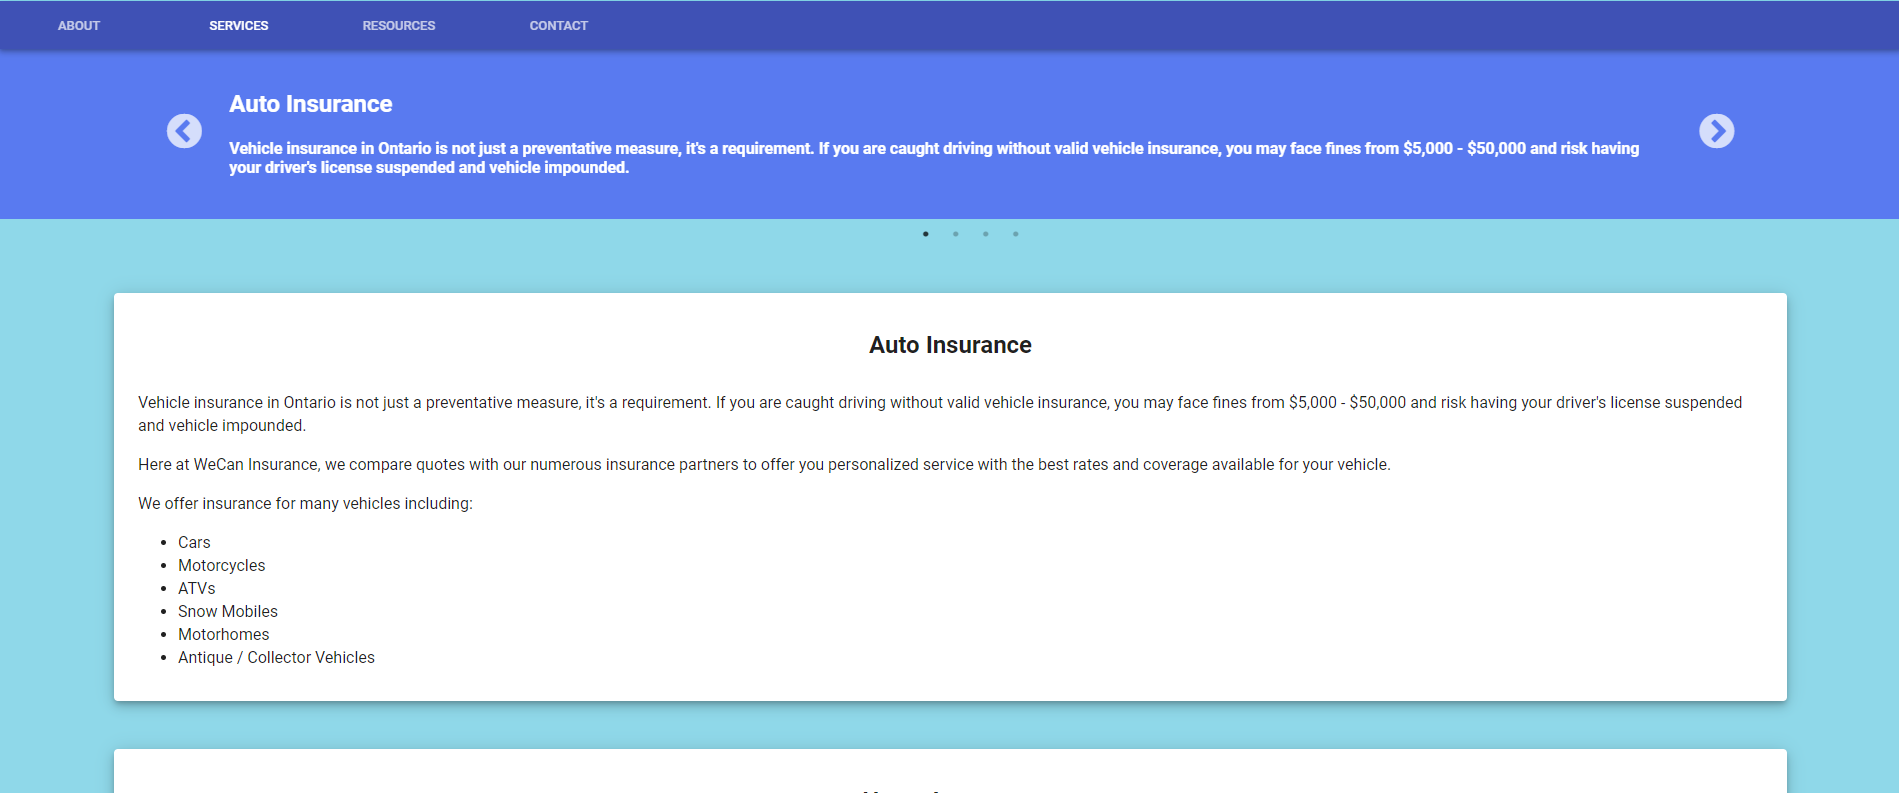 ABOUT SERVICES RESOURCES CONTACT
Auto Insurance
Vehicle insurance in Ontario is not just a preventative measure, it's a requirement. If you are caught driving without valid vehicle insurance, you may face fines from $5,000 - $50,000 and risk having
your driver's license suspended and vehicle impounded.
Auto Insurance
Vehicle insurance in Ontario is not just a preventative measure, it's a requirement. If you are caught driving without valid vehicle insurance, you may face fines from $5,000 - $50,000 and risk having your driver's license suspended
and vehicle impounded.
Here at WeCan Insurance, we compare quotes with our numerous insurance partners to offer you personalized service with the best rates and coverage available for your vehicle.
We offer insurance for many vehicles including:
• Cars
• Motorcycles
• ATVs
• Snow Mobiles
• Motorhomes
• Antique / Collector Vehicles